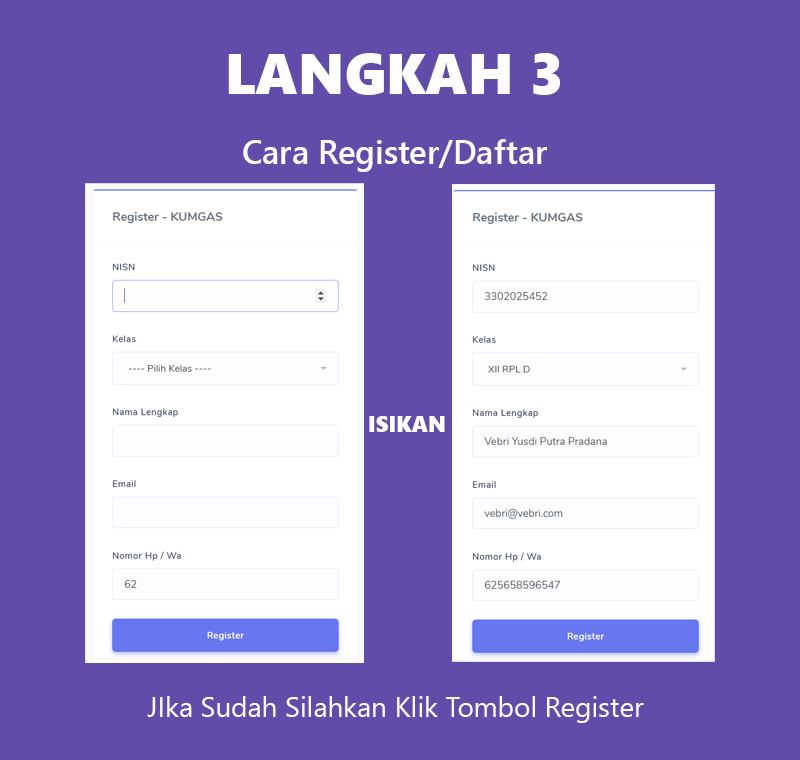 LANGKAH 3
Cara Register/Daftar
Register - KUMGAS
NISN
Kelas
---- Pilih Kelas ----
Nama Lengkap
Email
Nomor Hp / Wa
62
Register
ISIKAN
Register - KUMGAS
NISN
3302025452
Kelas
XII RPL D
Nama Lengkap
Vebri Yusdi Putra Pradana
Email
vebri@vebri.com
Nomor Hp / Wa
625658596547
Register
JIka Sudah Silahkan Klik Tombol Register